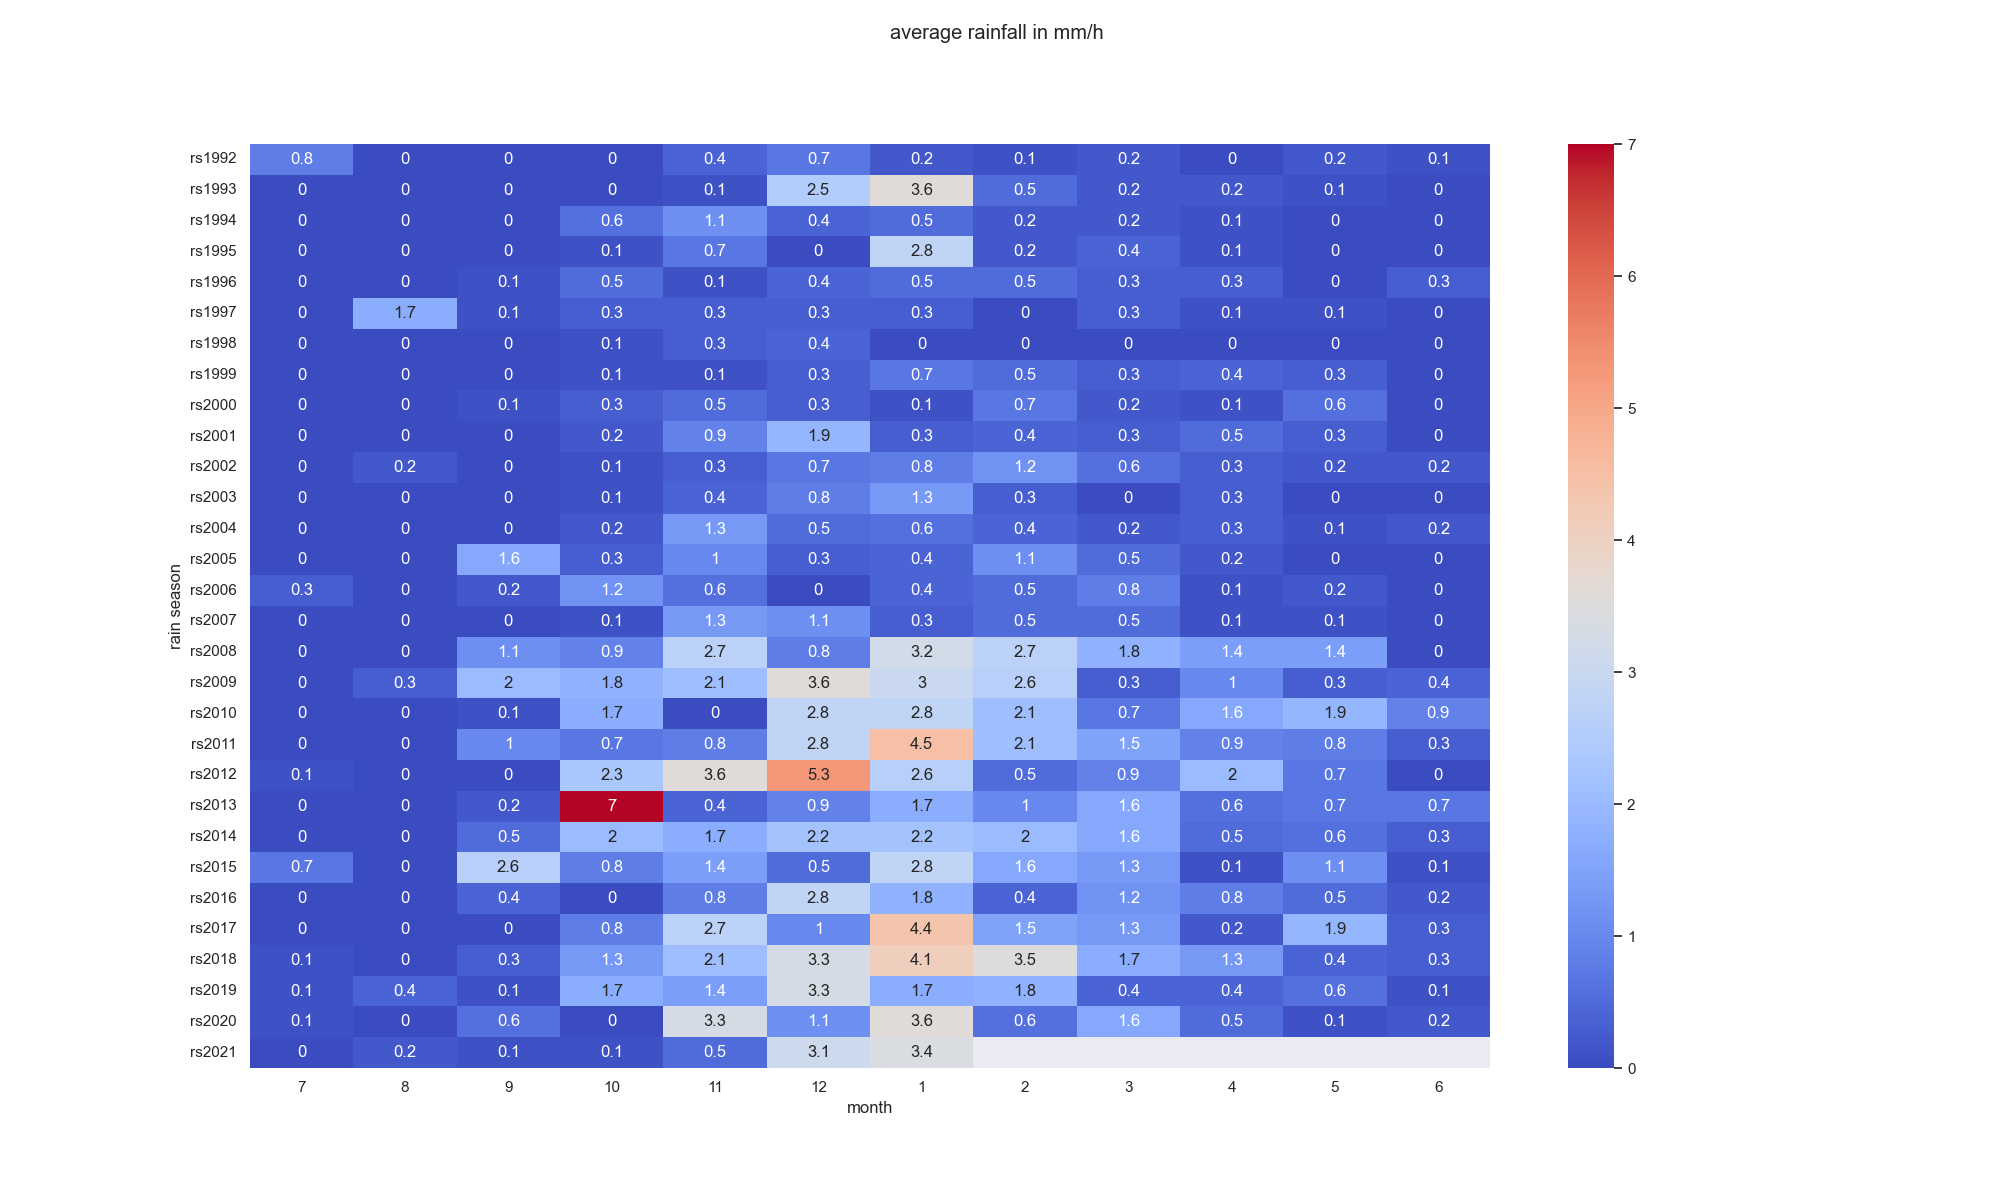 average rainfall in mm/h
rs1992 0.8 0 0 0 0.4 0.7 0.2 0.1 0.2 0 0.2 0.1
rs1993 0 0 0 0 0.1 2.5 3.6 0.5 0.2 0.2 0.1 0
rs1994 0 0 0 0.6 1.1 0.4 0.5 0.2 0.2 0.1 0 0
rs1995 0 0 0 0.1 0.7 0 2.8 0.2 0.4 0.1 0 0
rs1996 0 0 0.1 0.5 0.1 0.4 0.5 0.5 0.3 0.3 0 0.3
rs1997 0 1.7 0.1 0.3 0.3 0.3 0.3 0 0.3 0.1 0.1 0
rs1998 0 0 0 0.1 0.3 0.4 0 0 0 0 0 0
rs1999 0 0 0 0.1 0.1 0.3 0.7 0.5 0.3 0.4 0.3 0
rs2000 0 0 0.1 0.3 0.5 0.3 0.1 0.7 0.2 0.1 0.6 0
rs2001 0 0 0 0.2 0.9 1.9 0.3 0.4 0.3 0.5 0.3 0
rs2002 0 0.2 0 0.1 0.3 0.7 0.8 1.2 0.6 0.3 0.2 0.2
rs2003 0 0 0 0.1 0.4 0.8 1.3 0.3 0 0.3 0 0
rs2004 0 0 0 0.2 1.3 0.5 0.6 0.4 0.2 0.3 0.1 0.2
rs2005 0 0 1.6 0.3 1 0.3 0.4 1.1 0.5 0.2 0 0
rs2006 0.3 0 0.2 1.2 0.6 0 0.4 0.5 0.8 0.1 0.2 0
rs2007 0 0 0 0.1 1.3 1.1 0.3 0.5 0.5 0.1 0.1 0
rs2008 0 0 1.1 0.9 2.7 0.8 3.2 2.7 1.8 1.4 1.4 0
rs2009 0 0.3 2 1.8 2.1 3.6 3 2.6 0.3 1 0.3 0.4
rs2010 0 0 0.1 1.7 0 2.8 2.8 2.1 0.7 1.6 1.9 0.9
rs2011 0 0 1 0.7 0.8 2.8 4.5 2.1 1.5 0.9 0.8 0.3
rs2012 0.1 0 0 2.3 3.6 5.3 2.6 0.5 0.9 2 0.7 0
rs2013 0 0 0.2 7 0.4 0.9 1.7 1 1.6 0.6 0.7 0.7
rs2014 0 0 0.5 2 1.7 2.2 2.2 2 1.6 0.5 0.6 0.3
rs2015 0.7 0 2.6 0.8 1.4 0.5 2.8 1.6 1.3 0.1 1.1 0.1
rs2016 0 0 0.4 0 0.8 2.8 1.8 0.4 1.2 0.8 0.5 0.2
rs2017 0 0 0 0.8 2.7 1 4.4 1.5 1.3 0.2 1.9 0.3
rs2018 0.1 0 0.3 1.3 2.1 3.3 4.1 3.5 1.7 1.3 0.4 0.3
rs2019 0.1 0.4 0.1 1.7 1.4 3.3 1.7 1.8 0.4 0.4 0.6 0.1
rs2020 0.1 0 0.6 0 3.3 1.1 3.6 0.6 1.6 0.5 0.1 0.2
rs2021 0 0.2 0.1 0.1 0.5 3.1 3.4
7 8 9 10 11 12 1 2 3 4 5 6
month
rain season
7
6
5
4
3
2
1
0